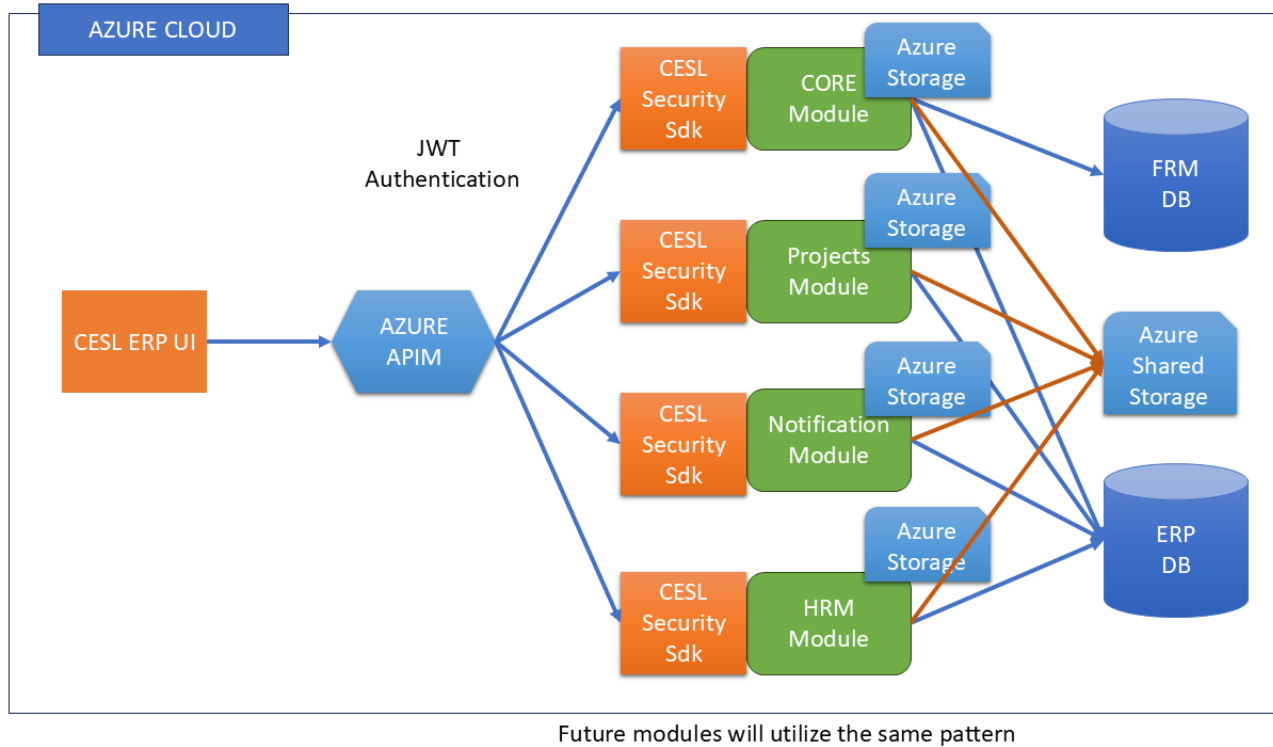 AZURE CLOUD
CESL ERP UI
AZURE
APIM
JWT
Authentication
CESL
Security
Sdk
CORE
Module
Azure
Storage
CESL
Security
Sdk
Projects
Module
Azure
Storage
CESL
Security
Sdk
Notification
Module
Azure
Storage
CESL
Security
Sdk
HRM
Module
Azure
Storage
FRM
DB
Azure
Shared
Storage
ERP
DB
Future modules will utilize the same pattern